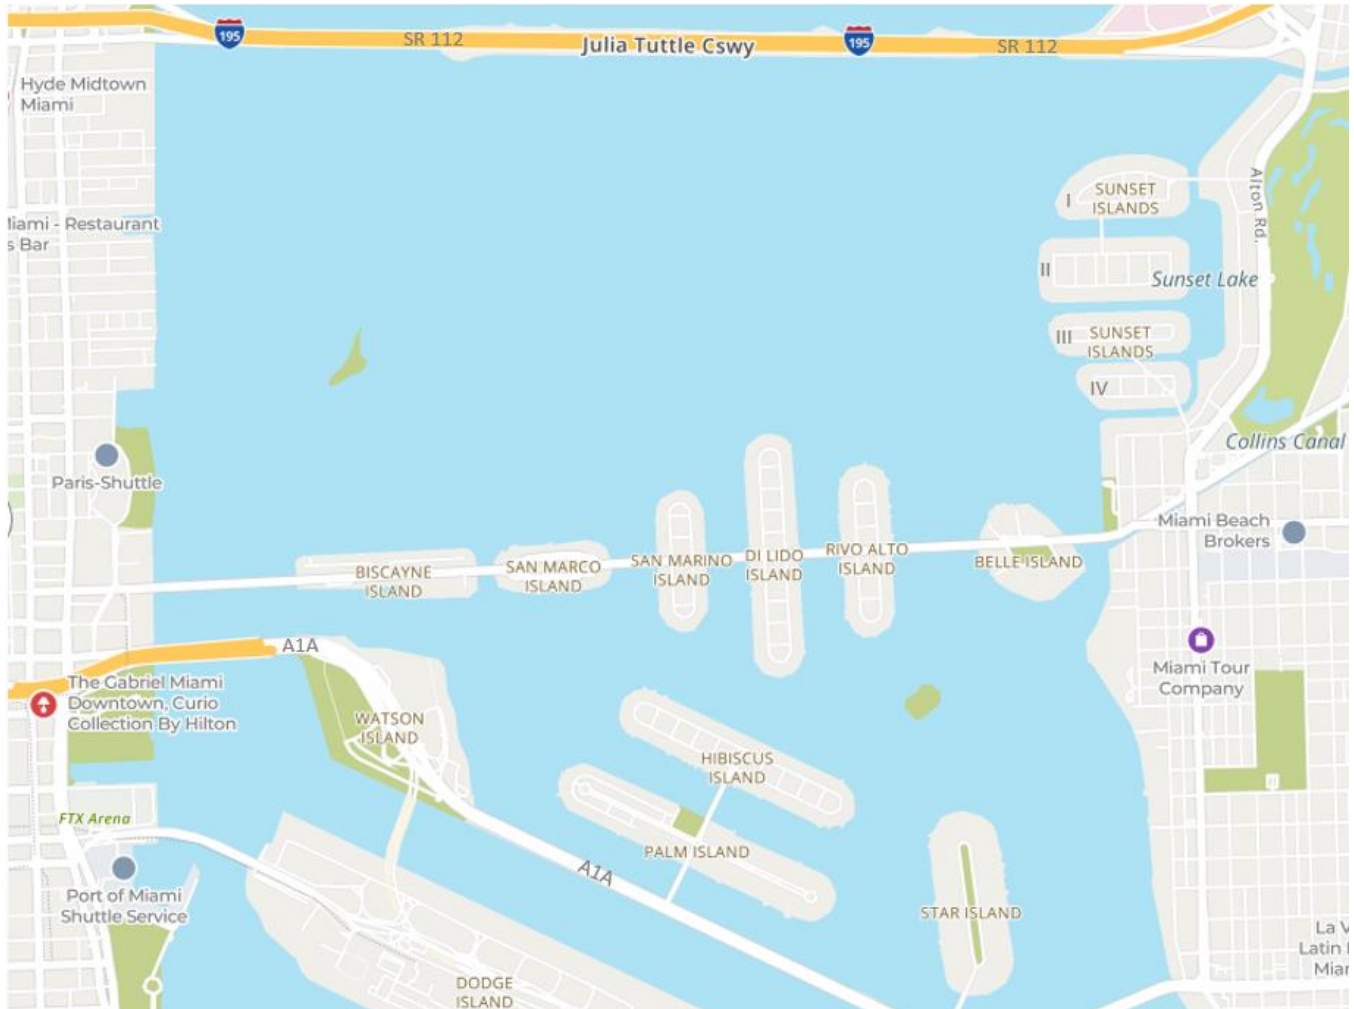 195
SR 112
Julia Tuttle Cswy
195
SR 112
Hyde Midtown
Miami
I
SUNSET
ISLANDS
Alton Rd.
Miami - Restaurant
s Bar
II
Sunset Lake
III
SUNSET
ISLANDS
IV
Collins Canal
Paris-Shuttle
Miami Beach
Brokers
BISCAYNE
ISLAND
SAN MARCO
ISLAND
SAN MARINO
ISLAND
DI LIDO
ISLAND
RIVO ALTO
ISLAND
BELLE ISLAND
A1A
The Gabriel Miami
Downtown, Curio
Collection By Hilton
WATSON
ISLAND
Miami Tour
Company
HIBISCUS
ISLAND
FTX Arena
PALM ISLAND
A1A
Port of Miami
Shuttle Service
STAR ISLAND
La V
Latin
Miar
DODGE
ISLAND